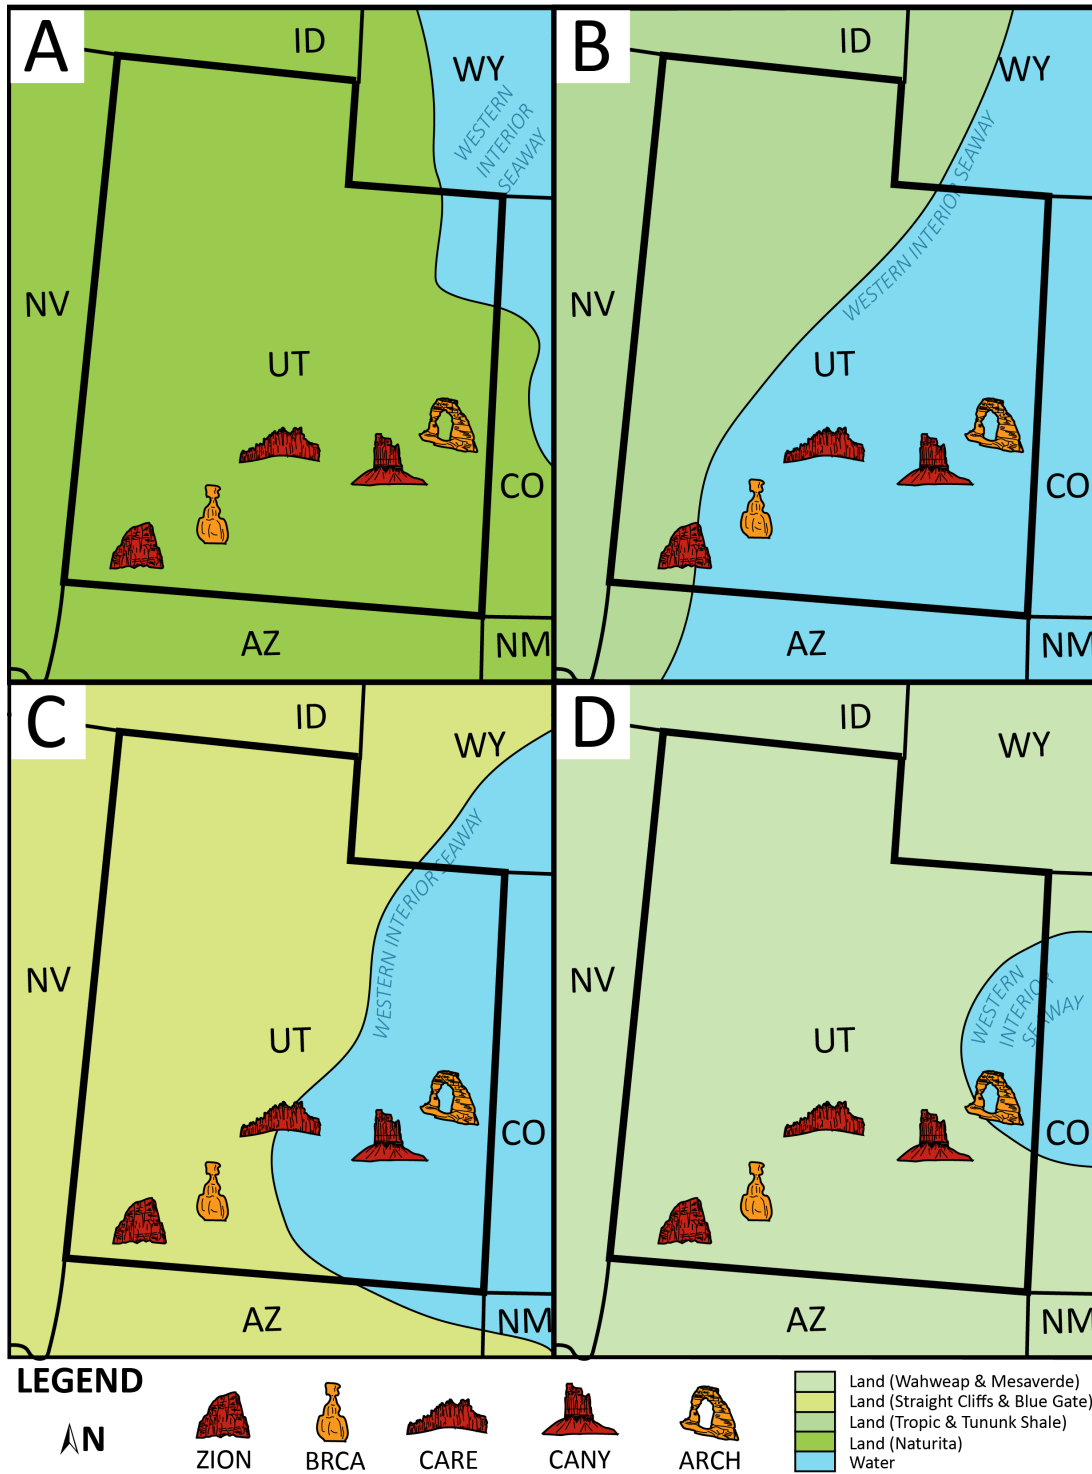 A
ID
WY
WESTERN
INTERIOR
SEAWAY
NV
UT
CO
AZ
NM
B
ID
WY
WESTERN INTERIOR SEAWAY
NV
UT
CO
AZ
NM
C
ID
WY
WESTERN INTERIOR SEAWAY
NV
UT
CO
AZ
NM
D
ID
WY
WESTERN
INTERIOR
SEAWAY
NV
UT
CO
AZ
NM
LEGEND
N
ZION
BRCA
CARE
CANY
ARCH
Land (Wahweap & Mesaverde)
Land (Straight Cliffs & Blue Gate)
Land (Tropic & Tununk Shale)
Land (Naturita)
Water